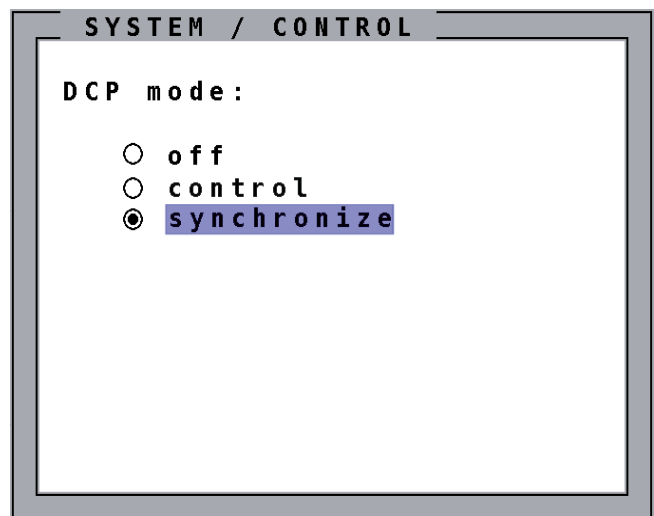 SYSTEM / CONTROL
DCP mode:
off
control
synchronize